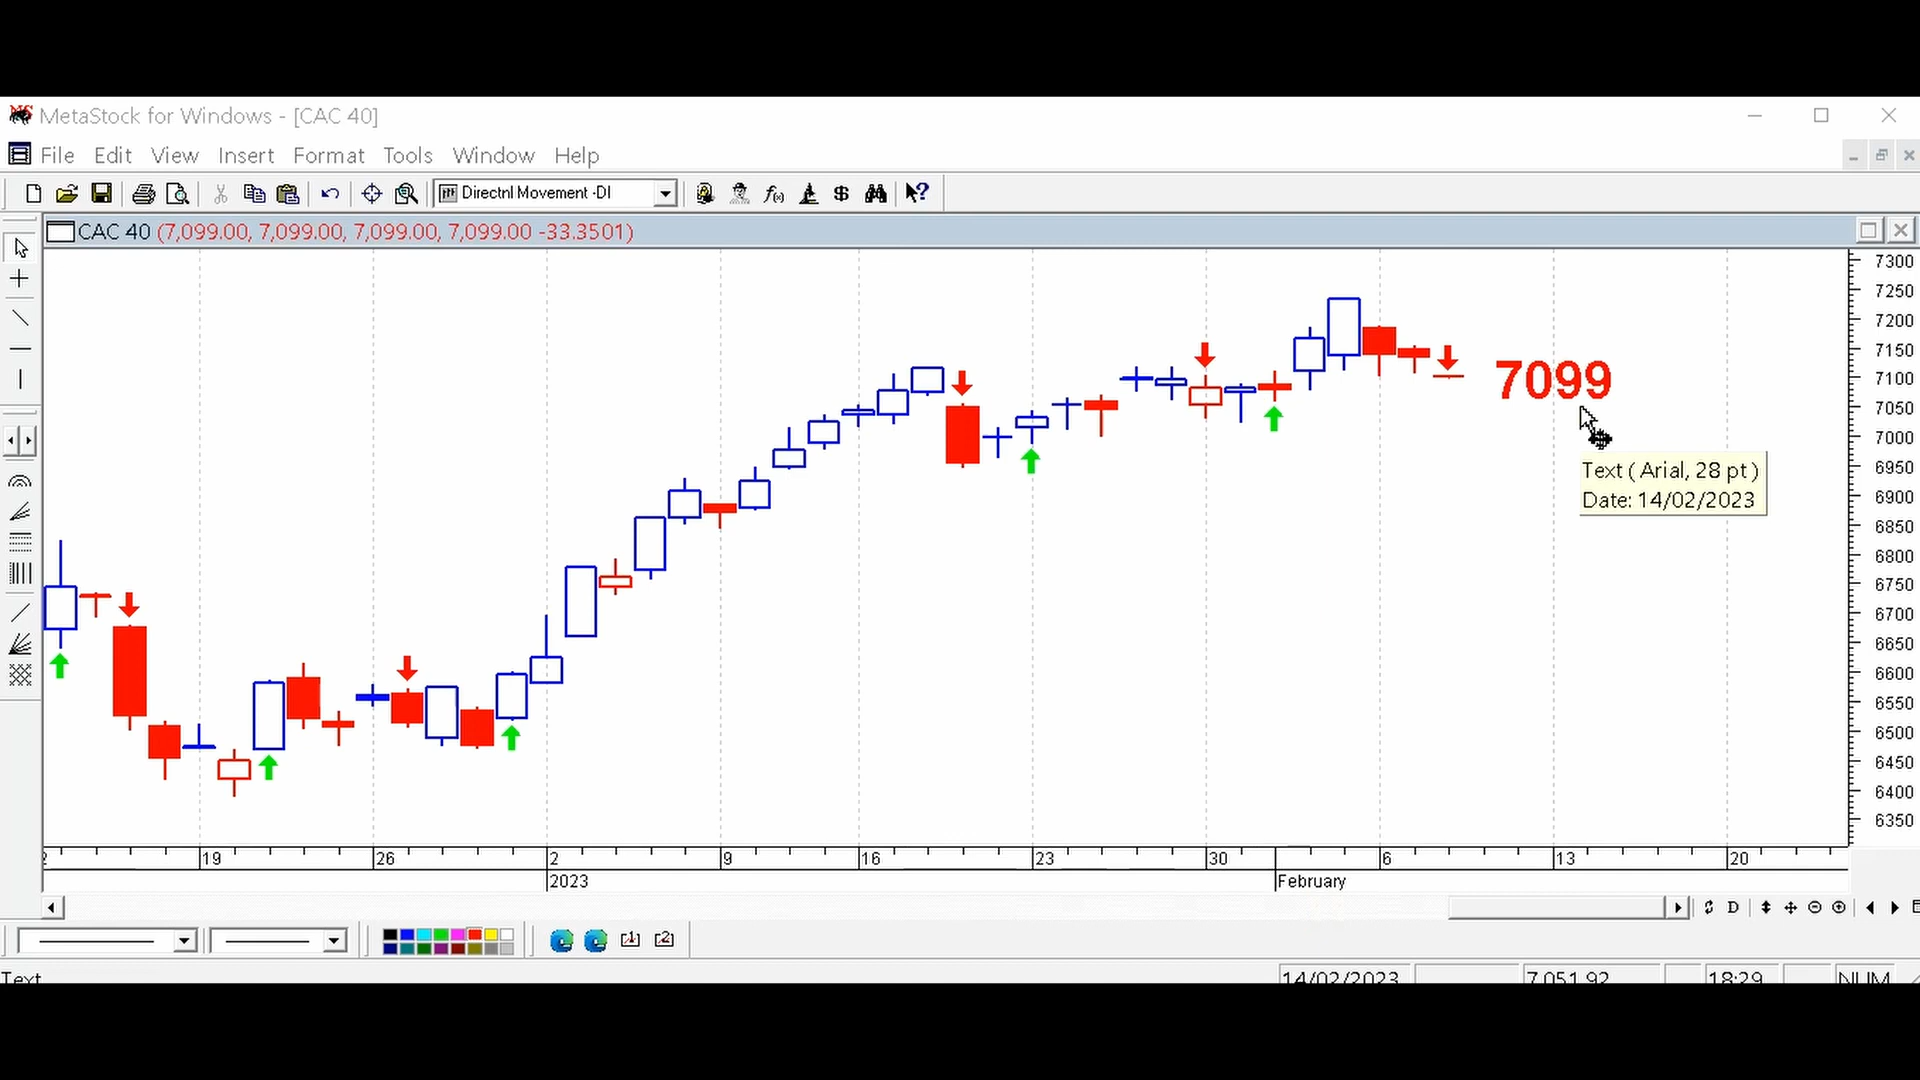 MetaStock for Windows - [CAC 40]
File Edit View Insert Format Tools Window Help
Directnl Movement -DI
CAC 40 (7,099.00, 7,099.00, 7,099.00, 7,099.00 -33.3501)
7300
7250
7200
7150
7100
7050
7000
6950
6900
6850
6800
6750
6700
6650
6600
6550
6500
6450
6400
6350
7099
Text ( Arial, 28 pt )
Date: 14/02/2023
19 26 2 9 16 23 30 6 13 20
2023 February
D
Text 14/02/2023 7,051.92 18:29 NUM